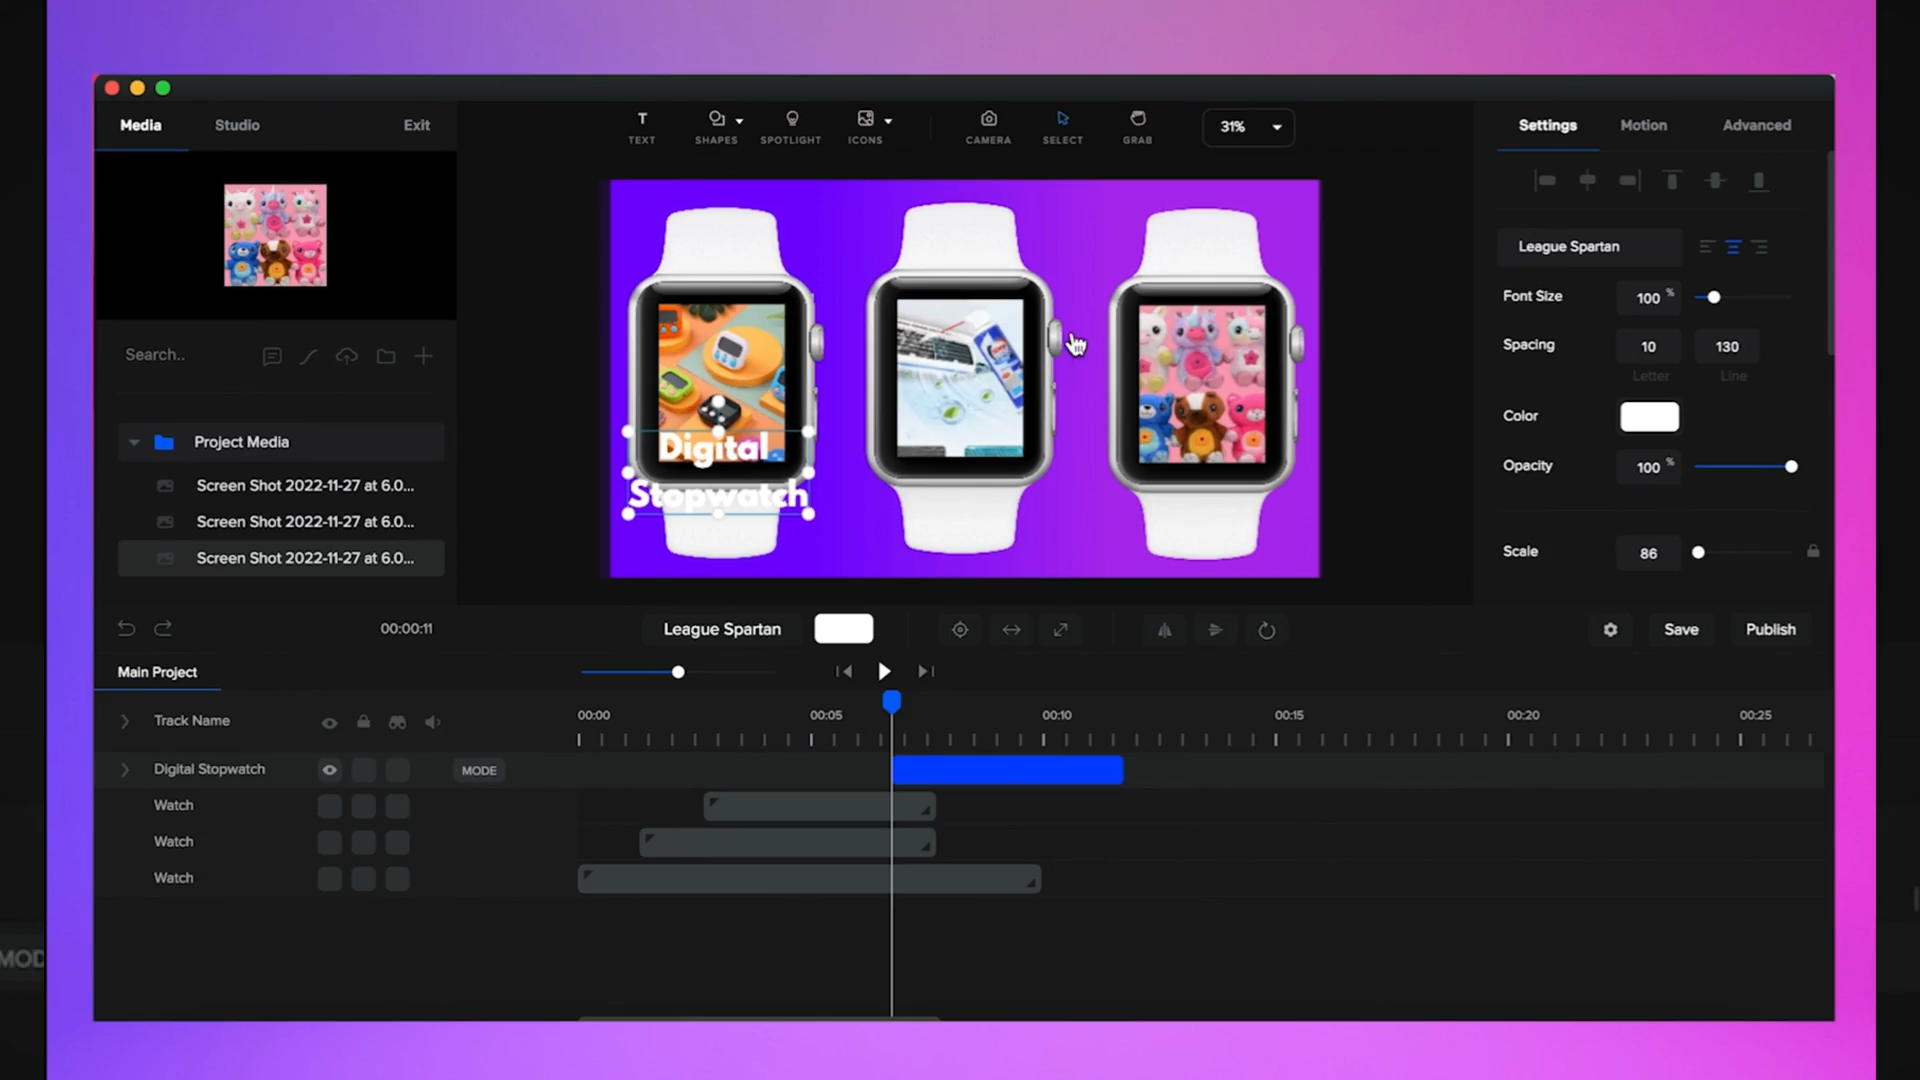 Media
Studio
Exit
TEXT
SHAPES
SPOTLIGHT
ICONS
CAMERA
SELECT
GRAB
31%
Settings
Motion
Advanced
Search..
Project Media
Screen Shot 2022-11-27 at 6.0...
Screen Shot 2022-11-27 at 6.0...
Screen Shot 2022-11-27 at 6.0...
Digital
Stopwatch
League Spartan
Font Size
100 %
Spacing
10
130
Letter
Line
Color
Opacity
100 %
Scale
86
00:00:11
League Spartan
Save
Publish
Main Project
Track Name
00:00
00:05
00:10
00:15
00:20
00:25
Digital Stopwatch
MODE
Watch
Watch
Watch
MOD